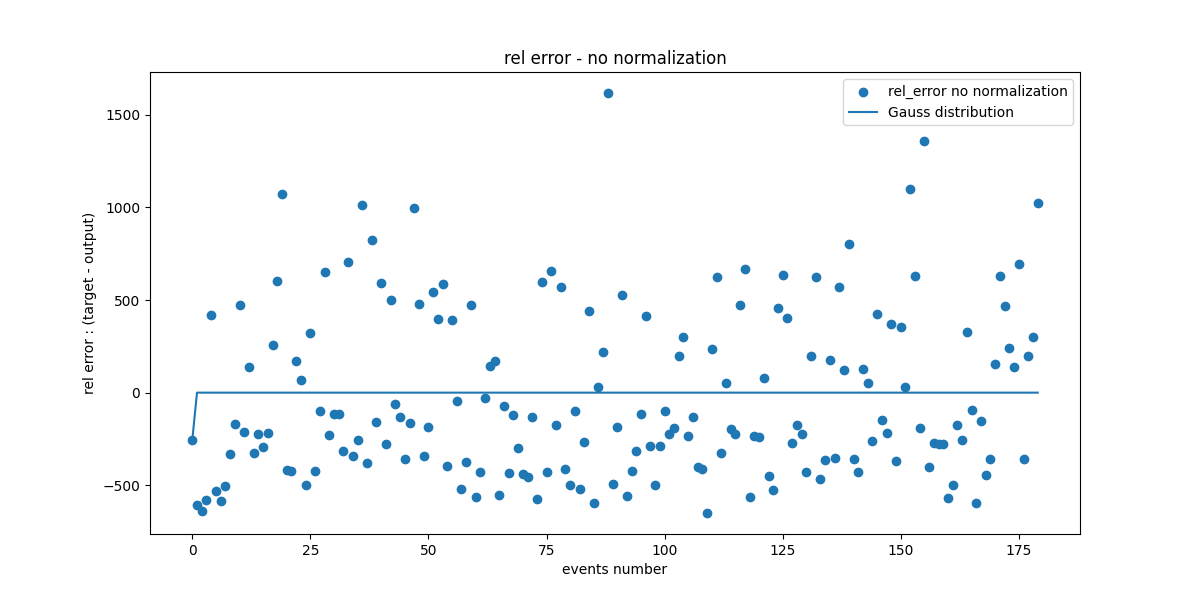 rel error - no normalization
rel_error no normalization
Gauss distribution
1500
1000
500
0
−500
rel error : (target - output)
0
25
50
75
100
125
150
175
events number